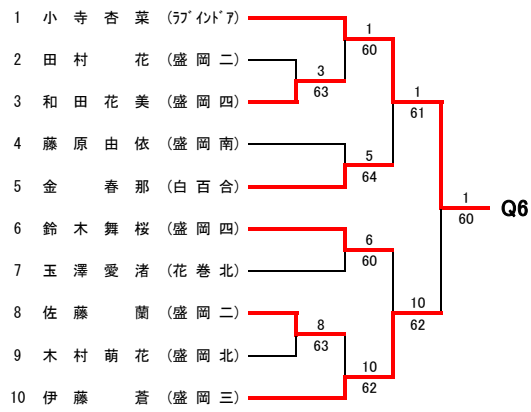 1 小寺杏菜 (ﾗﾌﾞｲﾝﾄﾞｱ)
2 田村 花 (盛岡二)
3 和田花美 (盛岡四)
4 藤原由依 (盛岡南)
5 金 春那 (白百合)
6 鈴木舞桜 (盛岡四)
7 玉澤愛渚 (花巻北)
8 佐藤 蘭 (盛岡二)
9 木村萌花 (盛岡北)
10 伊藤 蒼 (盛岡三)
1
60
3
63
5
64
1
61
6
60
8
63
10
62
10
62
1
60
Q6